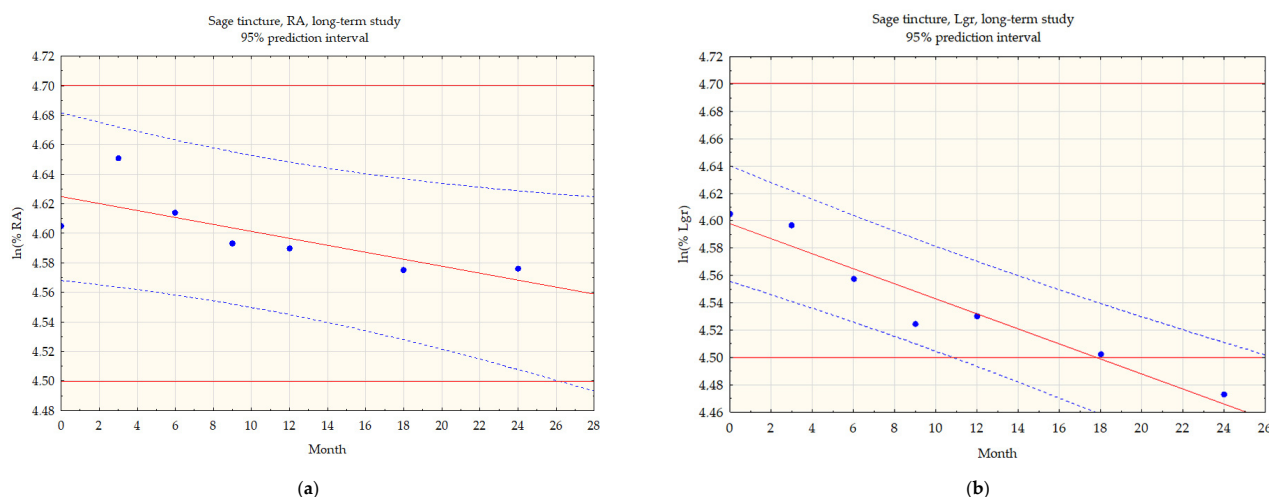 Sage tincture, RA, long-term study
95% prediction interval
4.72
4.70
4.68
4.66
4.64
4.62
4.60
4.58
4.56
4.54
4.52
4.50
4.48
ln(% RA)
0 2 4 6 8 10 12 14 16 18 20 22 24 26 28
Month
(a)
Sage tincture, Lgr, long-term study
95% prediction interval
4.72
4.70
4.68
4.66
4.64
4.62
4.60
4.58
4.56
4.54
4.52
4.50
4.48
4.46
ln(% Lgr)
0 2 4 6 8 10 12 14 16 18 20 22 24 26
Month
(b)